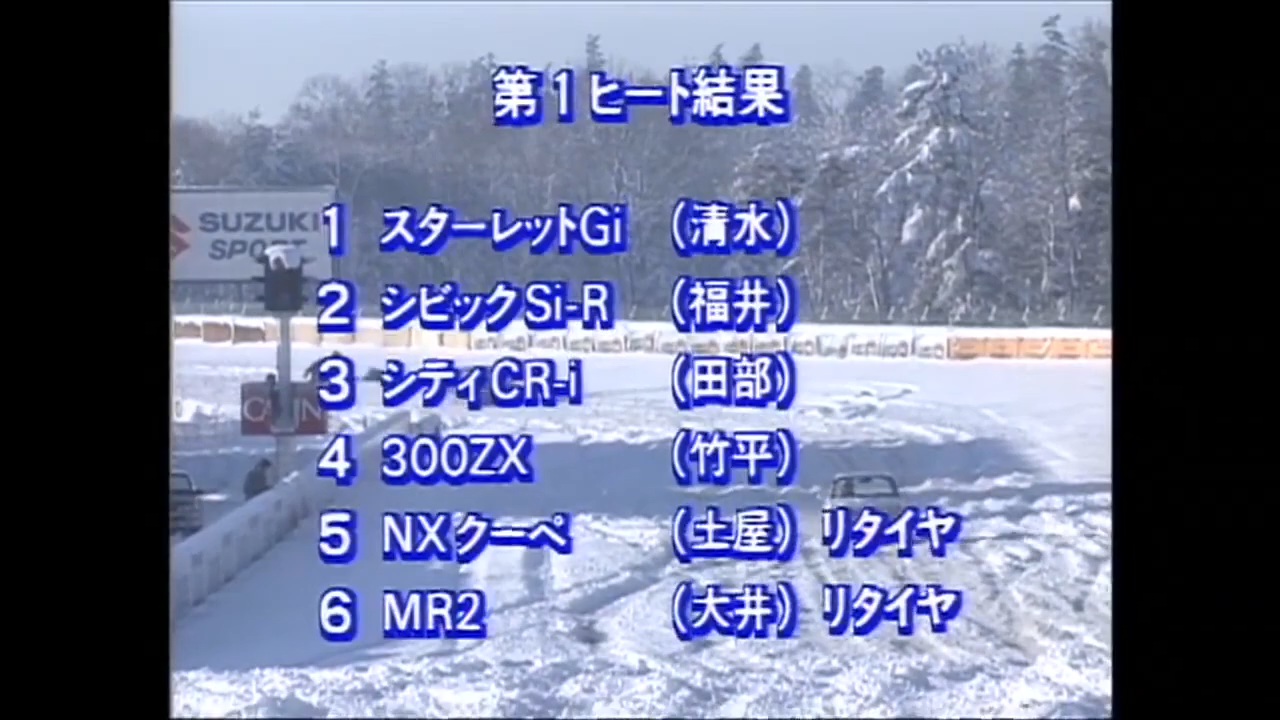 第1ヒート結果
SUZUKI
SPORT
1 スターレットGi (清水)
2 シビックSi-R (福井)
3 シティCR-i (田部)
4 300ZX (竹平)
5 NXクーペ (土屋) リタイヤ
6 MR2 (大井) リタイヤ